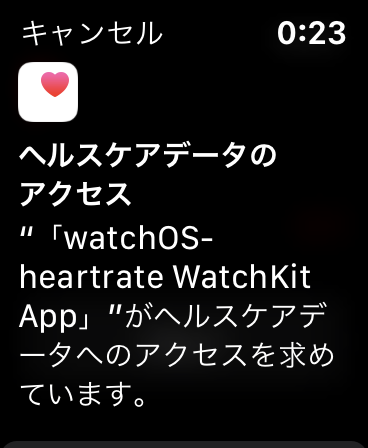 キャンセル 0:23
ヘルスケアデータの
アクセス
“「watchOS-
heartrate WatchKit
App」”がヘルスケアデ
ータへのアクセスを求め
ています。